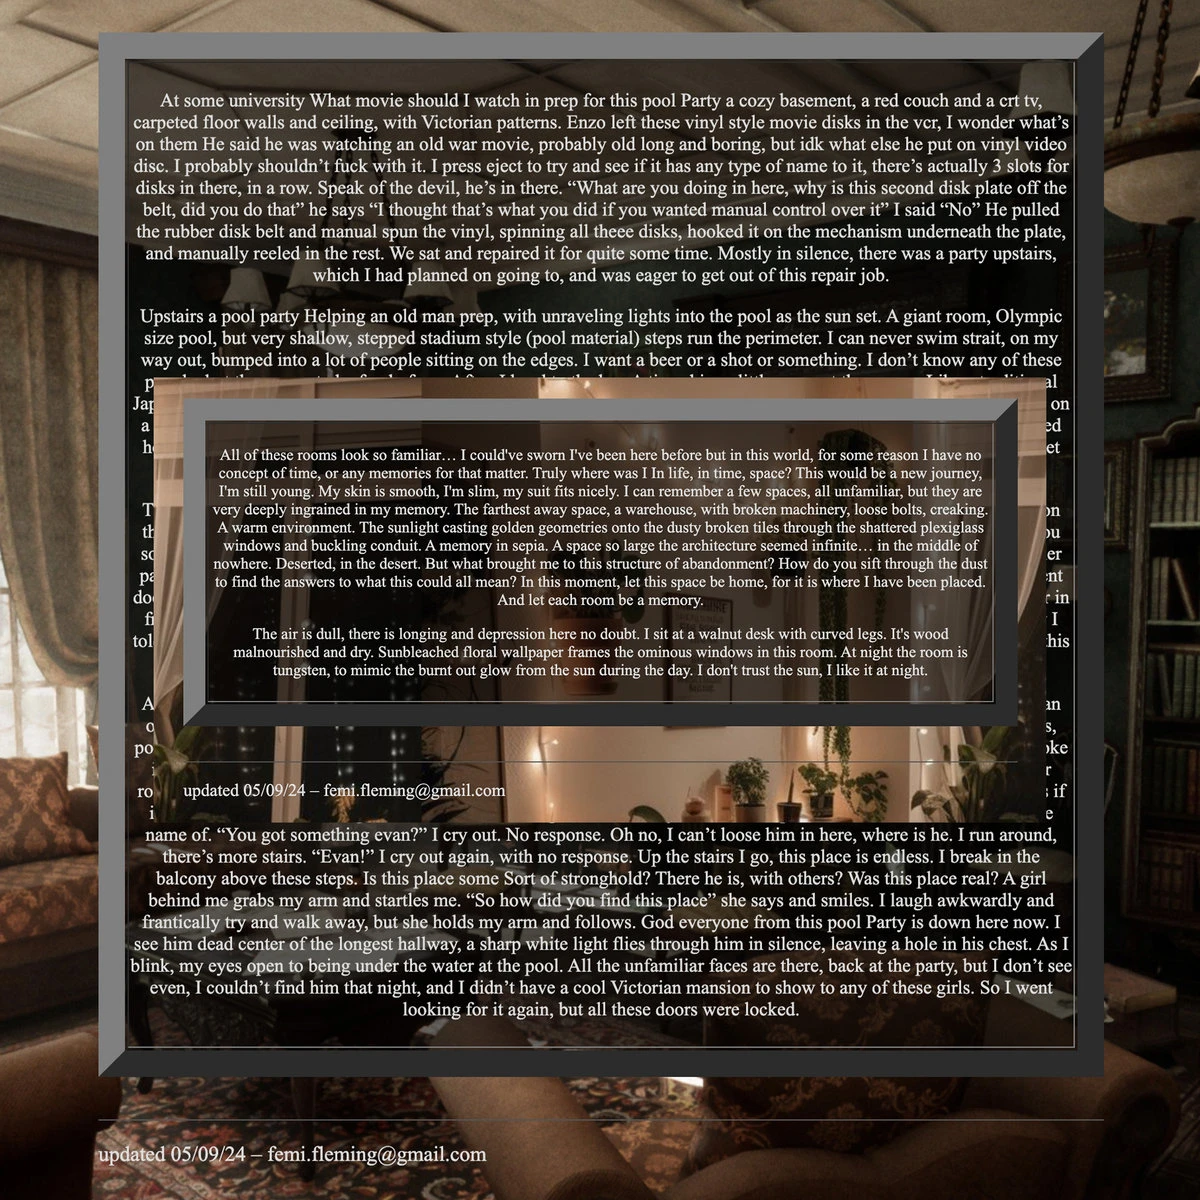 At some university What movie should I watch in prep for this pool Party a cozy basement, a red couch and a crt tv,
carpeted floor walls and ceiling, with Victorian patterns. Enzo left these vinyl style movie disks in the vcr, I wonder what’s
on them He said he was watching an old war movie, probably old long and boring, but idk what else he put on vinyl video
disc. I probably shouldn’t fuck with it. I press eject to try and see if it has any type of name to it, there’s actually 3 slots for
disks in there, in a row. Speak of the devil, he’s in there. “What are you doing in here, why is this second disk plate off the
belt, did you do that” he says “I thought that’s what you did if you wanted manual control over it” I said “No” He pulled
the rubber disk belt and manual spun the vinyl, spinning all theee disks, hooked it on the mechanism underneath the plate,
and manually reeled in the rest. We sat and repaired it for quite some time. Mostly in silence, there was a party upstairs,
which I had planned on going to, and was eager to get out of this repair job.
Upstairs a pool party Helping an old man prep, with unraveling lights into the pool as the sun set. A giant room, Olympic
size pool, but very shallow, stepped stadium style (pool material) steps run the perimeter. I can never swim strait, on my
way out, bumped into a lot of people sitting on the edges. I want a beer or a shot or something. I don’t know any of these
All of these rooms look so familiar… I could've sworn I've been here before but in this world, for some reason I have no
concept of time, or any memories for that matter. Truly where was I In life, in time, space? This would be a new journey,
I'm still young. My skin is smooth, I'm slim, my suit fits nicely. I can remember a few spaces, all unfamiliar, but they are
very deeply ingrained in my memory. The farthest away space, a warehouse, with broken machinery, loose bolts, creaking.
A warm environment. The sunlight casting golden geometries onto the dusty broken tiles through the shattered plexiglass
windows and buckling conduit. A memory in sepia. A space so large the architecture seemed infinite… in the middle of
nowhere. Deserted, in the desert. But what brought me to this structure of abandonment? How do you sift through the dust
to find the answers to what this could all mean? In this moment, let this space be home, for it is where I have been placed.
And let each room be a memory.
The air is dull, there is longing and depression here no doubt. I sit at a walnut desk with curved legs. It's wood
malnourished and dry. Sunbleached floral wallpaper frames the ominous windows in this room. At night the room is
tungsten, to mimic the burnt out glow from the sun during the day. I don't trust the sun, I like it at night.
updated 05/09/24 – femi.fleming@gmail.com
name of. “You got something evan?” I cry out. No response. Oh no, I can’t loose him in here, where is he. I run around,
there’s more stairs. “Evan!” I cry out again, with no response. Up the stairs I go, this place is endless. I break in the
balcony above these steps. Is this place some Sort of stronghold? There he is, with others? Was this place real? A girl
behind me grabs my arm and startles me. “So how did you find this place” she says and smiles. I laugh awkwardly and
frantically try and walk away, but she holds my arm and follows. God everyone from this pool Party is down here now. I
see him dead center of the longest hallway, a sharp white light flies through him in silence, leaving a hole in his chest. As I
blink, my eyes open to being under the water at the pool. All the unfamiliar faces are there, back at the party, but I don’t see
even, I couldn’t find him that night, and I didn’t have a cool Victorian mansion to show to any of these girls. So I went
looking for it again, but all these doors were locked.
updated 05/09/24 – femi.fleming@gmail.com